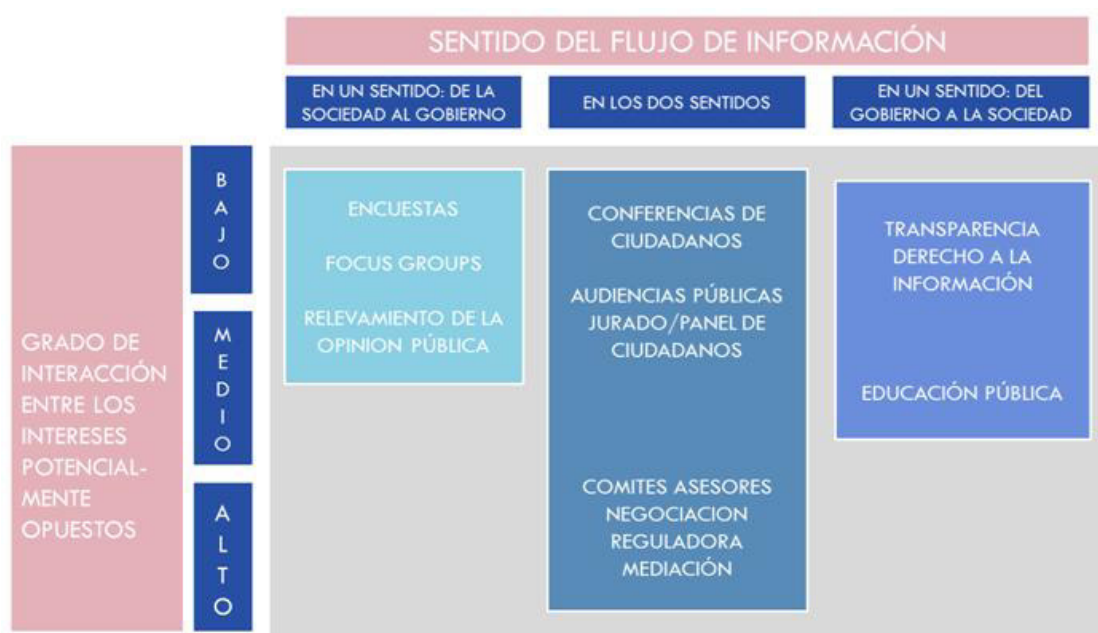 SENTIDO DEL FLUJO DE INFORMACIÓN
EN UN SENTIDO: DE LA
SOCIEDAD AL GOBIERNO
EN LOS DOS SENTIDOS
EN UN SENTIDO: DEL
GOBIERNO A LA SOCIEDAD
GRADO DE
INTERACCIÓN
ENTRE LOS
INTERESES
POTENCIAL-
MENTE
OPUESTOS
BAJO
MEDIO
ALTO
ENCUESTAS
FOCUS GROUPS
RELEVAMIENTO DE LA
OPINION PÚBLICA
CONFERENCIAS DE
CIUDADANOS
AUDIENCIAS PÚBLICAS
JURADO/PANEL DE
CIUDADANOS
COMITES ASESORES
NEGOCIACION
REGULADORA
MEDIACIÓN
TRANSPARENCIA
DERECHO A LA
INFORMACIÓN
EDUCACIÓN PÚBLICA